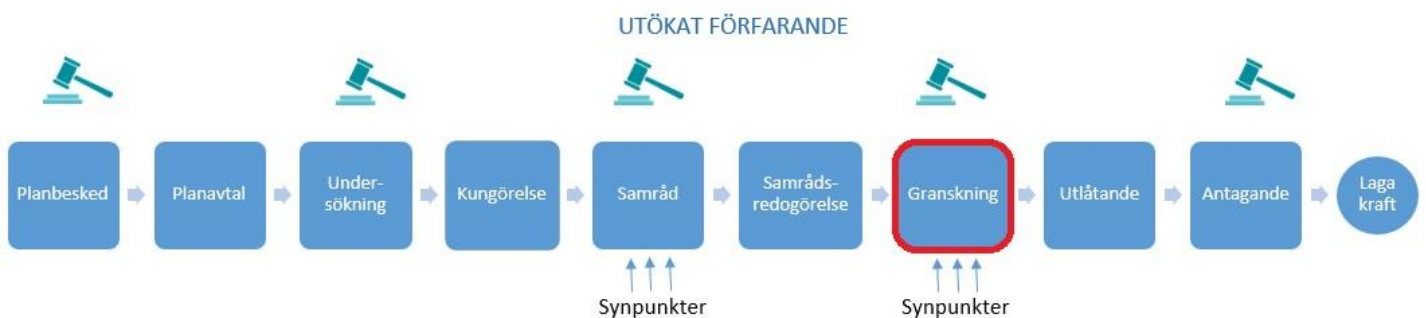 UTÖKAT FÖRFARANDE
Planbesked
Planavtal
Under-
sökning
Kungörelse
Samråd
Samråds-
redogörelse
Granskning
Utlåtande
Antagande
Laga
kraft
Synpunkter
Synpunkter